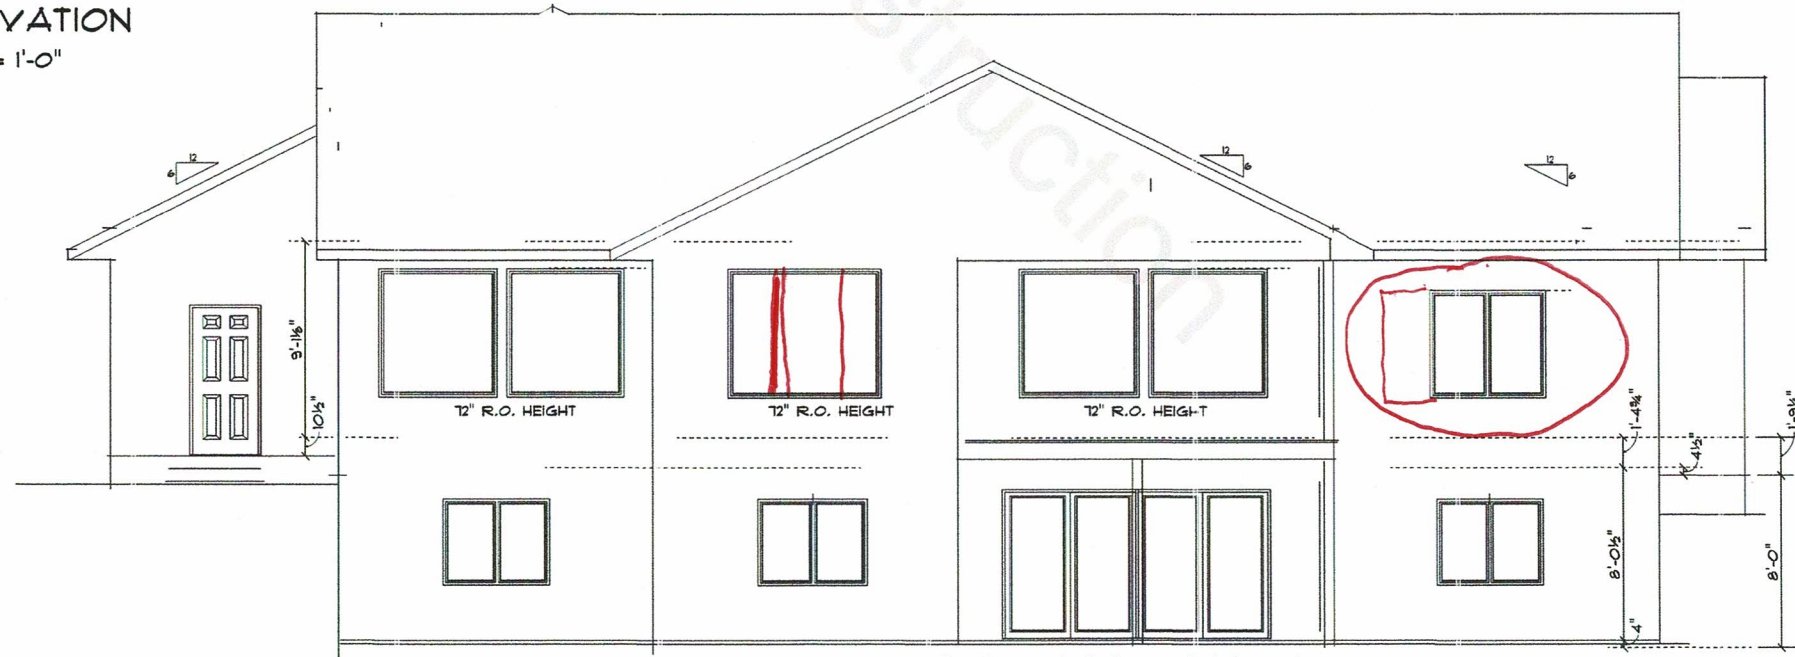 VATION
= 1'-0"
struction
12
6
12
6
12
6
9'-1⅛"
10½"
72" R.O. HEIGHT
72" R.O. HEIGHT
72" R.O. HEIGHT
1'-4¾"
4½"
8'-0½"
8'-0"
4"